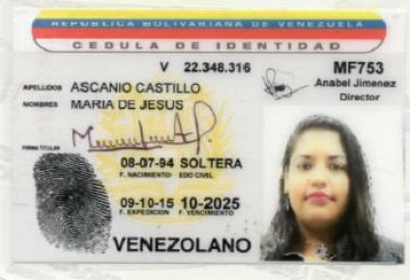 REPUBLICA BOLIVARIANA DE VENEZUELA
CEDULA DE IDENTIDAD
V 22.348.316
MF753
Anabel Jimenez
Director
APELLIDOS ASCANIO CASTILLO
NOMBRES MARIA DE JESUS
FIRMA TITULAR
08-07-94 SOLTERA
F. NACIMIENTO EDO CIVIL
09-10-15 10-2025
F. EXPEDICION F. VENCIMIENTO
VENEZOLANO